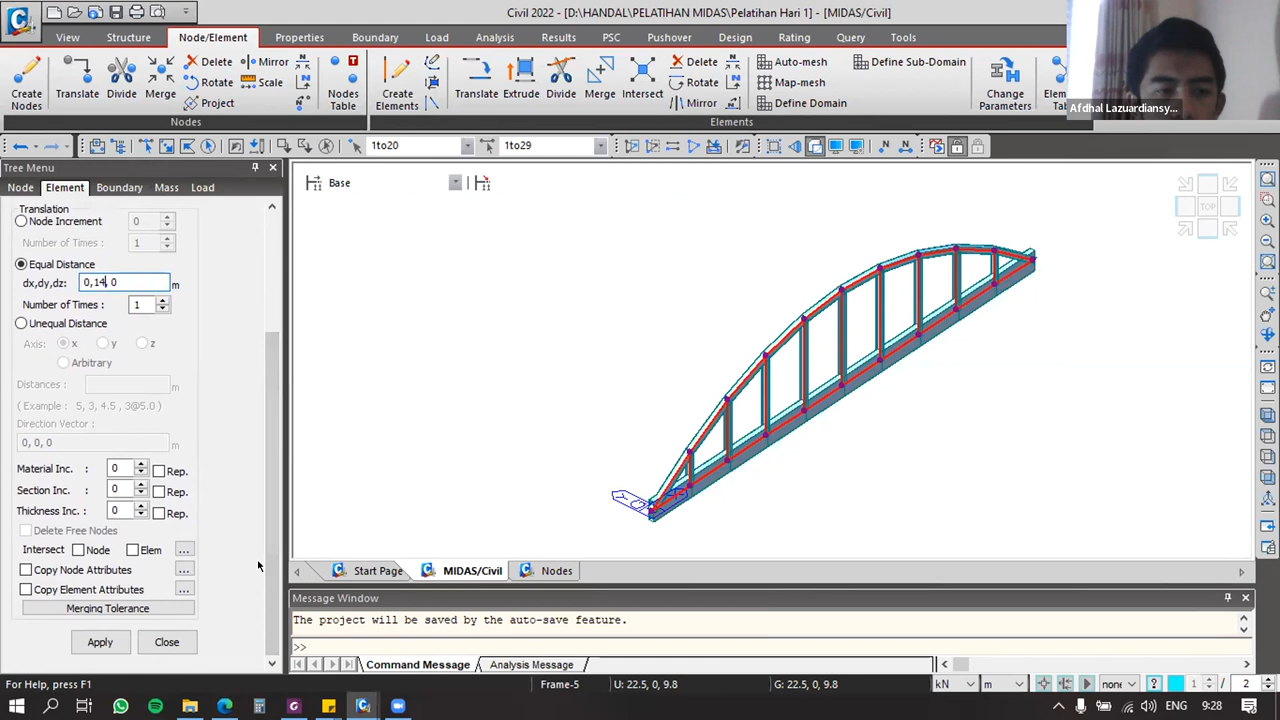 Civil 2022 - [D:\HANDAL\PELATIHAN MIDAS\Pelatihan Hari 1] - [MIDAS/Civil]
View Structure Node/Element Properties Boundary Load Analysis Results PSC Pushover Design Rating Query Tools
Create Nodes
Translate
Divide
Merge
Delete
Rotate
Project
Mirror
Scale
Nodes Table
Create Elements
Translate
Extrude
Divide
Merge
Intersect
Delete
Rotate
Mirror
Auto-mesh
Map-mesh
Define Domain
Define Sub-Domain
Change Parameters
Nodes
Elements
Afdhal Lazuardiansy...
1to20
1to29
Tree Menu
Node Element Boundary Mass Load
Base
TOP
Translation
Node Increment 0
Number of Times : 1
Equal Distance
dx,dy,dz: 0,14, 0 m
Number of Times : 1
Unequal Distance
Axis: x y z
Arbitrary
Distances : m
( Example : 5, 3, 4.5 , 3@5.0 )
Direction Vector :
0, 0, 0 m
Material Inc. : 0 Rep.
Section Inc. : 0 Rep.
Thickness Inc. : 0 Rep.
Delete Free Nodes
Intersect Node Elem ...
Copy Node Attributes ...
Copy Element Attributes ...
Merging Tolerance
Apply Close
Start Page MIDAS/Civil Nodes
Message Window
The project will be saved by the auto-save feature.
>>
Command Message Analysis Message
For Help, press F1
Frame-5
U: 22.5, 0, 9.8
G: 22.5, 0, 9.8
kN m none 1 / 2
ENG 9:28